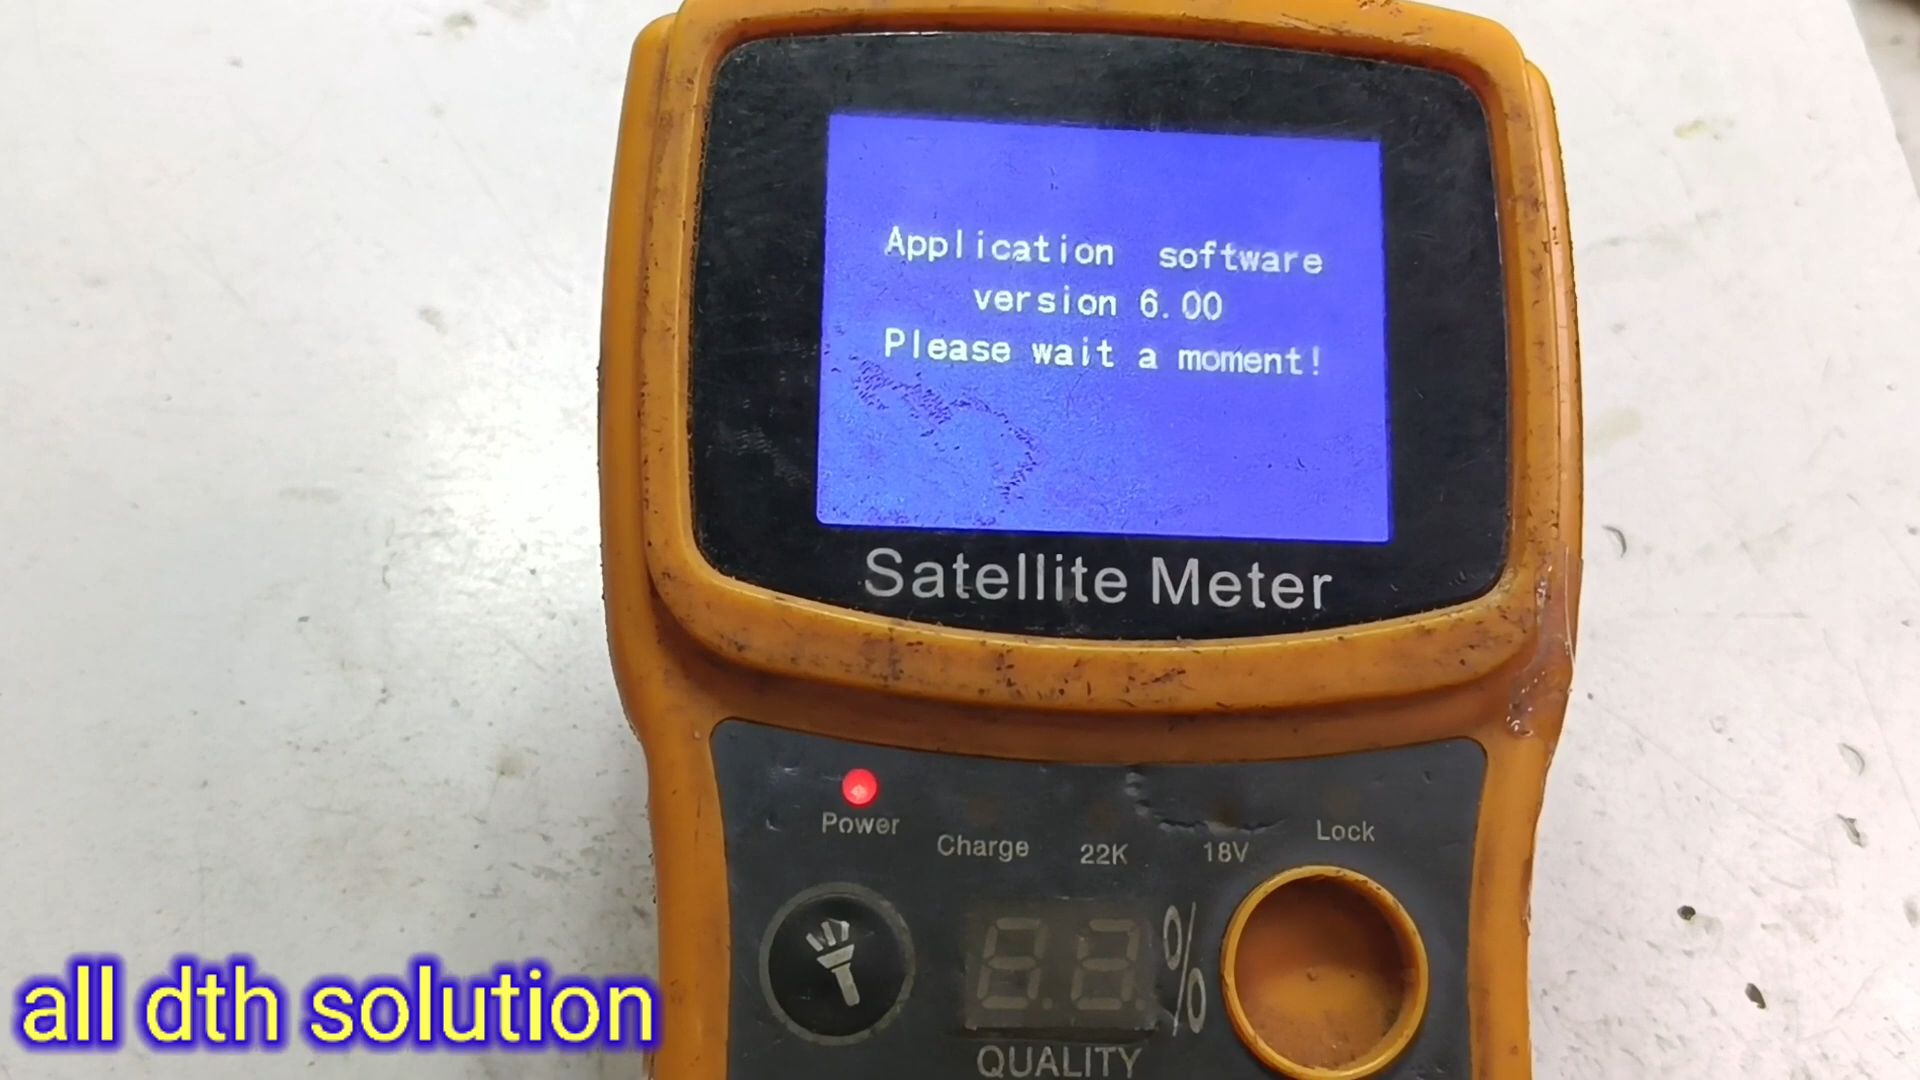 Application software
version 6.00
Please wait a moment!
Satellite Meter
Power
Charge
22K
18V
Lock
%
QUALITY
all dth solution